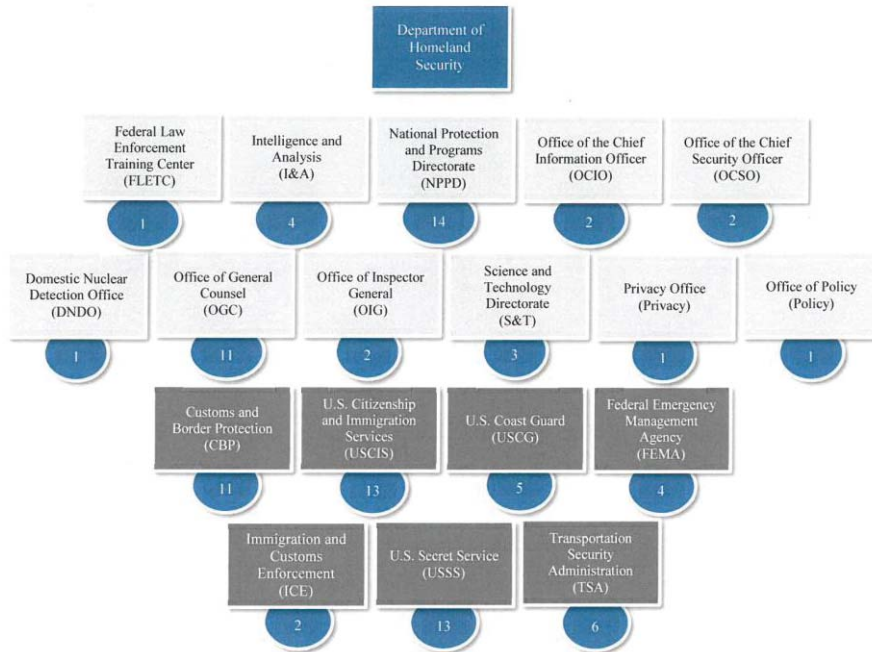 Department of
Homeland
Security
Federal Law
Enforcement
Training Center
(FLETC)
1
Intelligence and
Analysis
(I&A)
4
National Protection
and Programs
Directorate
(NPPD)
14
Office of the Chief
Information Officer
(OCIO)
2
Office of the Chief
Security Officer
(OCSO)
2
Domestic Nuclear
Detection Office
(DNDO)
1
Office of General
Counsel
(OGC)
11
Office of Inspector
General
(OIG)
2
Science and
Technology
Directorate
(S&T)
3
Privacy Office
(Privacy)
1
Office of Policy
(Policy)
1
Customs and
Border Protection
(CBP)
11
U.S. Citizenship
and Immigration
Services
(USCIS)
13
U.S. Coast Guard
(USCG)
5
Federal Emergency
Management
Agency
(FEMA)
4
Immigration and
Customs
Enforcement
(ICE)
2
U.S. Secret Service
(USSS)
13
Transportation
Security
Administration
(TSA)
6